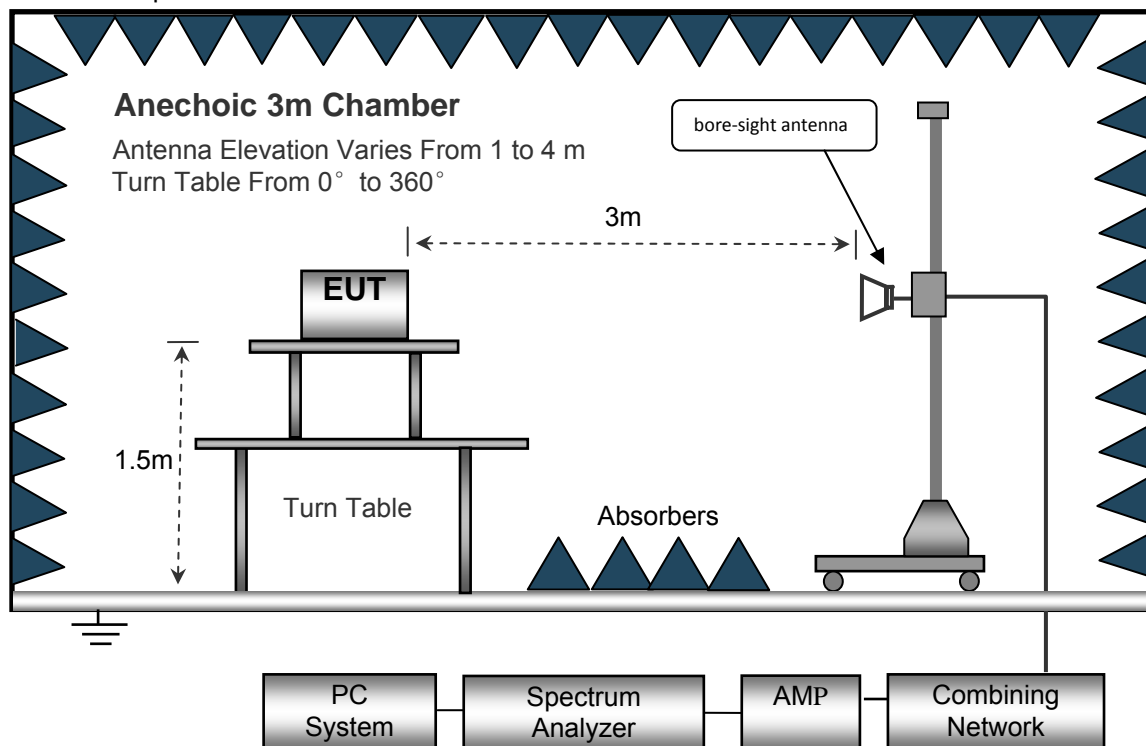 Anechoic 3m Chamber
Antenna Elevation Varies From 1 to 4 m
Turn Table From 0° to 360°
bore-sight antenna
3m
EUT
1.5m
Turn Table
Absorbers
PC
System
Spectrum
Analyzer
AMP
Combining
Network